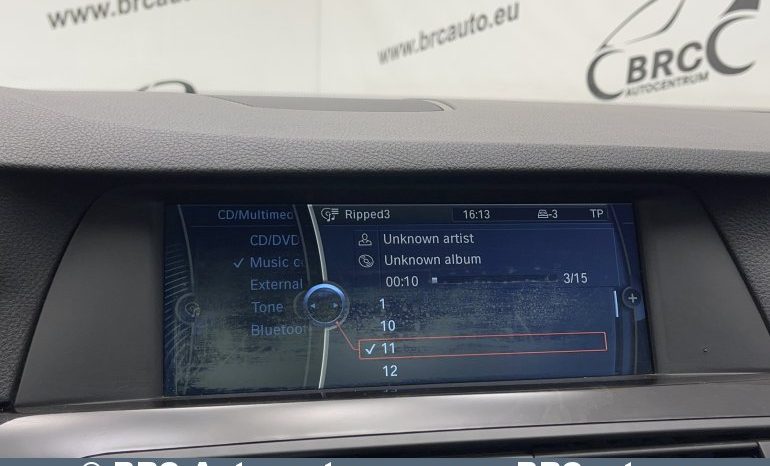 www.brcauto.eu
www.brcauto.eu
BRC
AUTOCENTRUM
CD/Multimec
Ripped3
16:13
-3
TP
CD/DVD
Music c
External
Tone
Bluetoo
Unknown artist
Unknown album
00:10
3/15
1
10
11
12